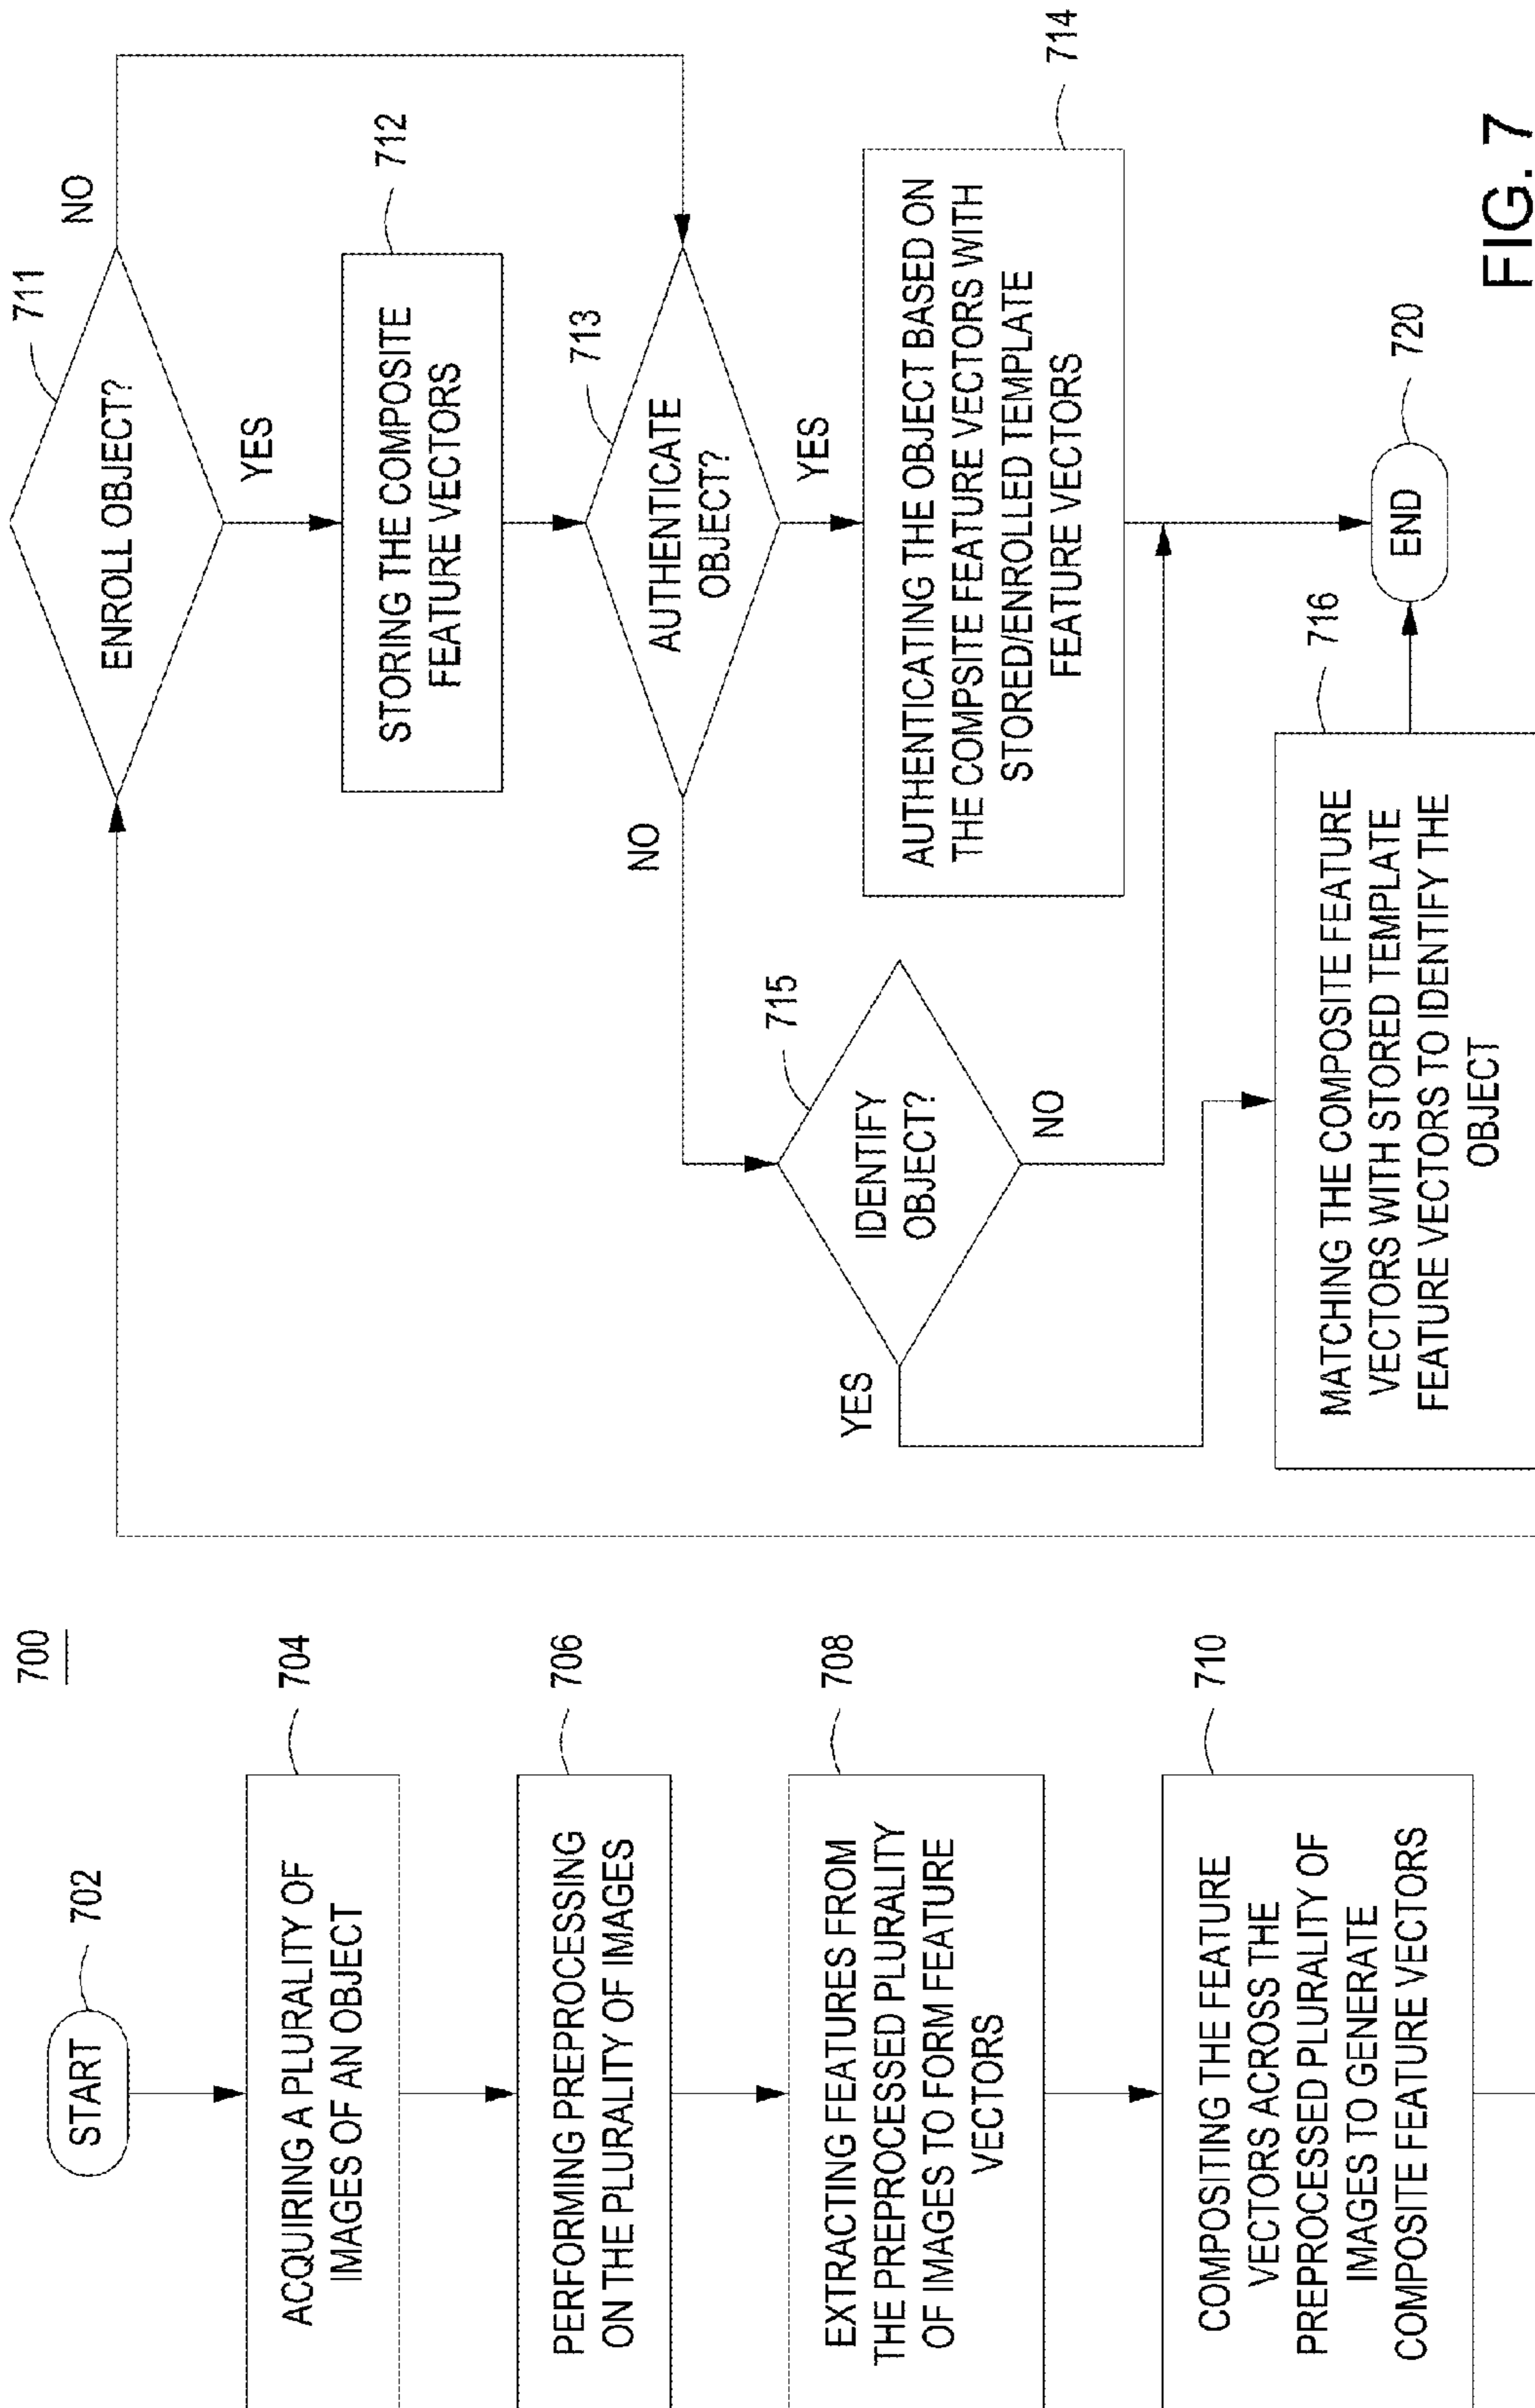 700
START
702
ACQUIRING A PLURALITY OF
IMAGES OF AN OBJECT
704
PERFORMING PREPROCESSING
ON THE PLURALITY OF IMAGES
706
EXTRACTING FEATURES FROM
THE PREPROCESSED PLURALITY
OF IMAGES TO FORM FEATURE
VECTORS
708
COMPOSITING THE FEATURE
VECTORS ACROSS THE
PREPROCESSED PLURALITY OF
IMAGES TO GENERATE
COMPOSITE FEATURE VECTORS
710
ENROLL OBJECT?
711
NO
YES
STORING THE COMPOSITE
FEATURE VECTORS
712
AUTHENTICATE
OBJECT?
713
NO
YES
AUTHENTICATING THE OBJECT BASED ON
THE COMPSITE FEATURE VECTORS WITH
STORED/ENROLLED TEMPLATE
FEATURE VECTORS
714
IDENTIFY
OBJECT?
715
YES
NO
MATCHING THE COMPOSITE FEATURE
VECTORS WITH STORED TEMPLATE
FEATURE VECTORS TO IDENTIFY THE
OBJECT
716
END
720
FIG. 7